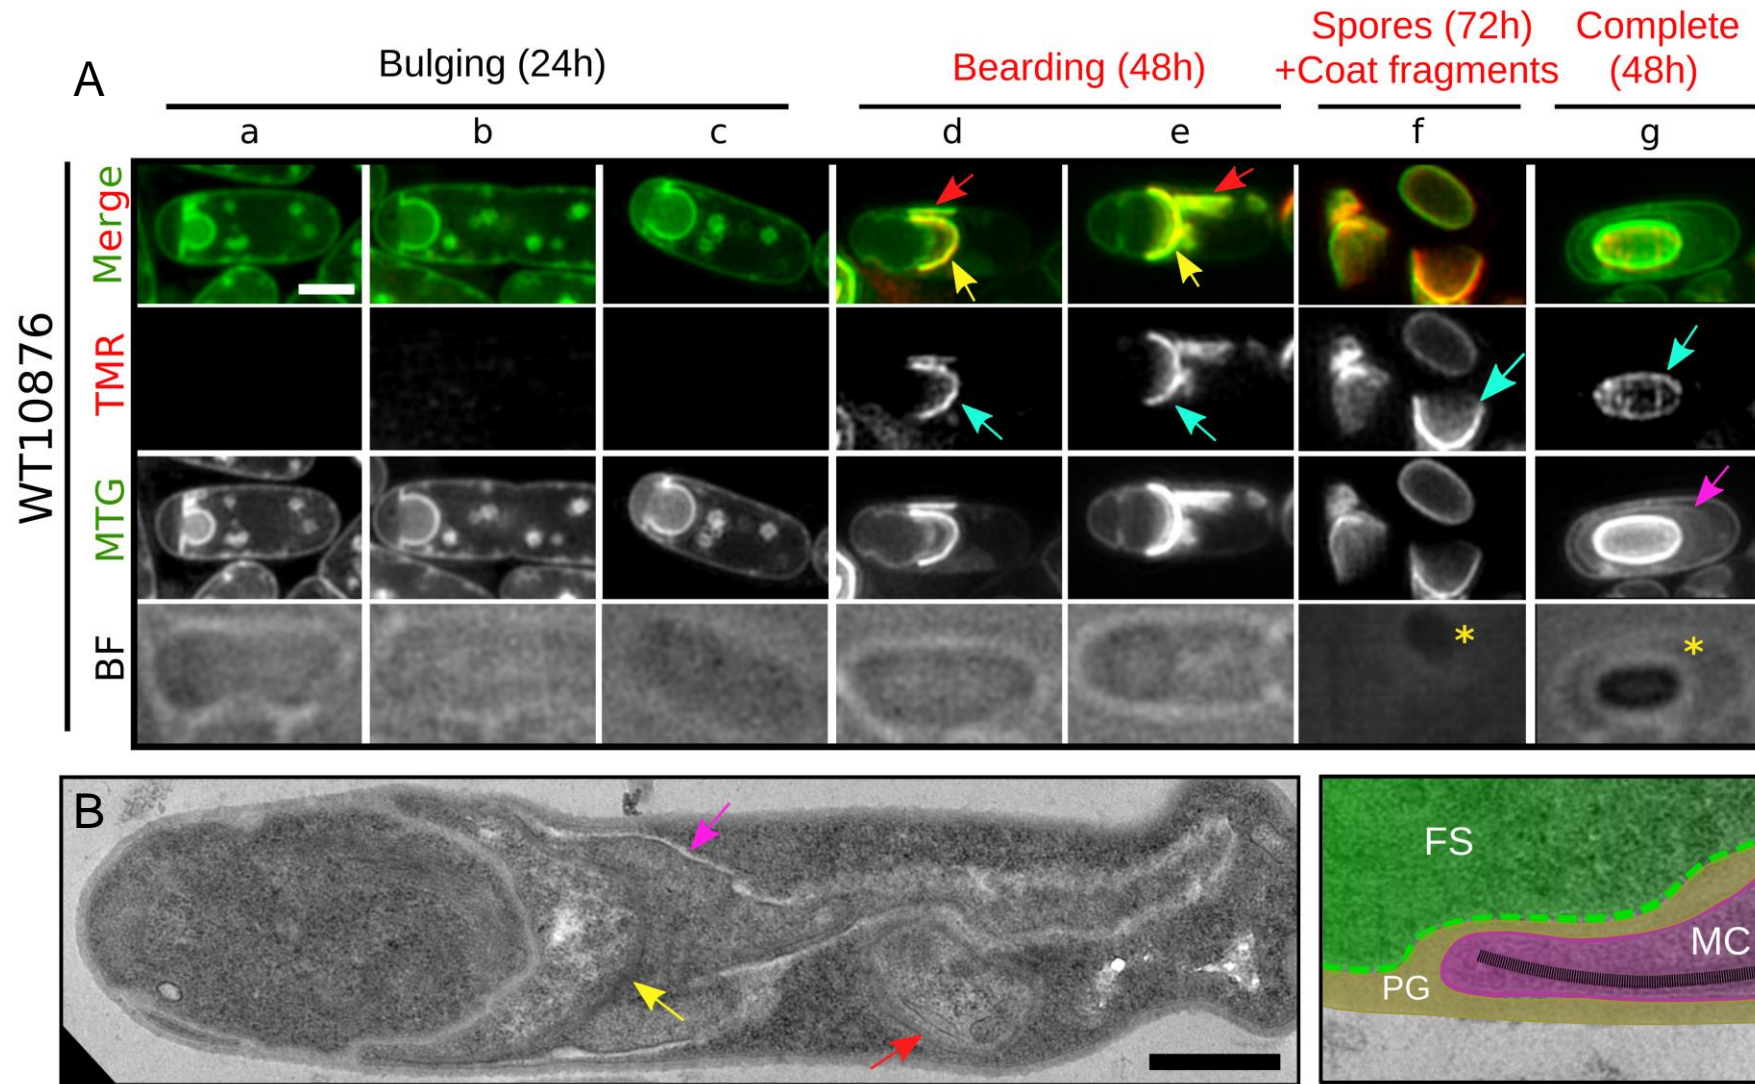 A
Bulging (24h)
Bearding (48h)
Spores (72h)
+Coat fragments
Complete
(48h)
a b c d e f g
WT10876
Merge
TMR
MTG
BF
*
*
B
FS
MC
PG